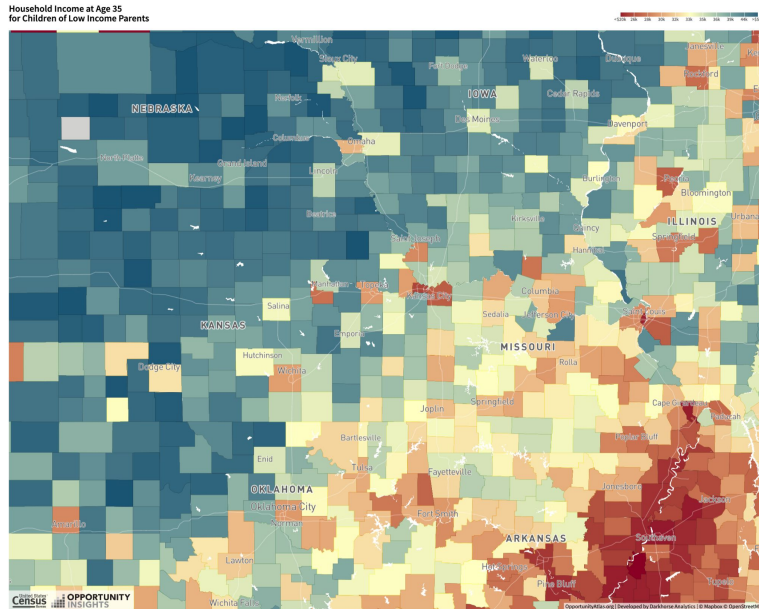 Household Income at Age 35
for Children of Low Income Parents
Vermillion
Sioux City
Waterloo
Dubuque
Janesville
Rockford
NEBRASKA
Norfolk
IOWA
Cedar Rapids
Columbus
Des Moines
Davenport
Omaha
North Platte
Grand Island
Kearney
Lincoln
Burlington
Peoria
Bloomington
Beatrice
Kirksville
Quincy
ILLINOIS
Urbana
Springfield
Saint Joseph
Hannibal
Manhattan
Topeka
Kansas City
Columbia
Salina
Sedalia
Jefferson City
Saint Louis
KANSAS
Emporia
MISSOURI
Hutchinson
Rolla
Dodge City
Wichita
Springfield
Joplin
Cape Girardeau
Paducah
Bartlesville
Poplar Bluff
Enid
Tulsa
Fayetteville
OKLAHOMA
Jonesboro
Jackson
Oklahoma City
Amarillo
Norman
Fort Smith
ARKANSAS
Southaven
Lawton
Hot Springs
Pine Bluff
Tupelo
Wichita Falls
United States
Census
OPPORTUNITY
INSIGHTS
OpportunityAtlas.org | Developed by Darkhorse Analytics | © Mapbox © OpenStreetM